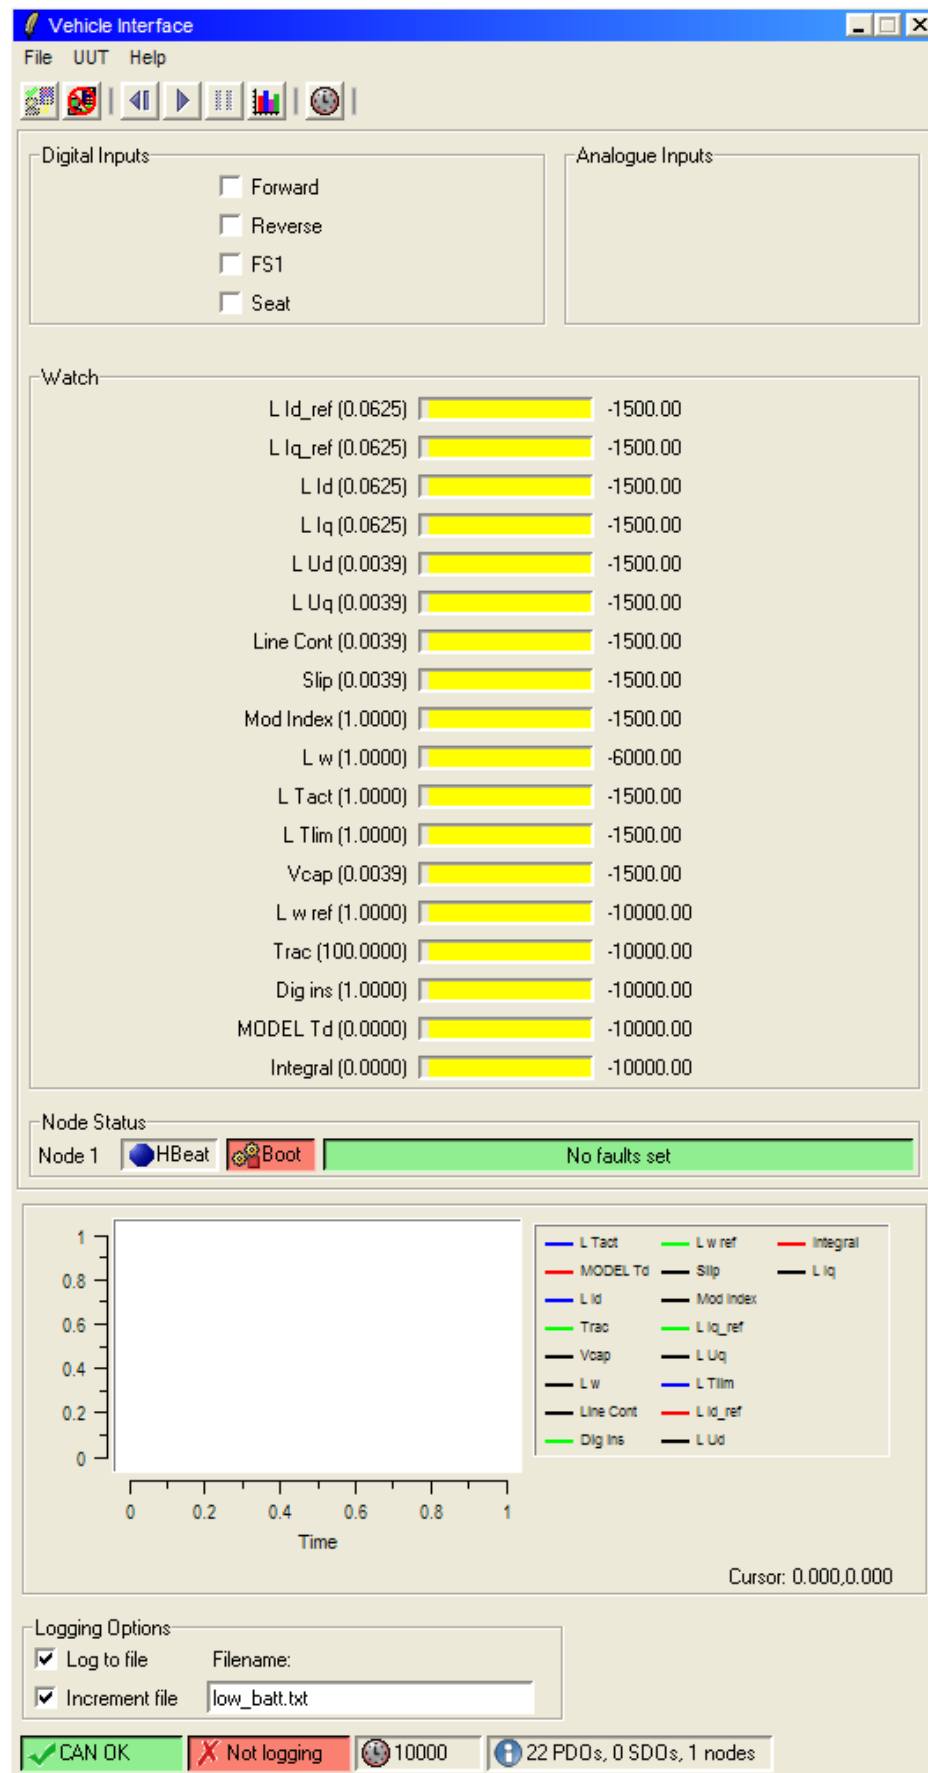 Vehicle Interface
File UUT Help
Digital Inputs
Forward
Reverse
FS1
Seat
Analogue Inputs
Watch
L Id_ref (0.0625) -1500.00
L Iq_ref (0.0625) -1500.00
L Id (0.0625) -1500.00
L Iq (0.0625) -1500.00
L Ud (0.0039) -1500.00
L Uq (0.0039) -1500.00
Line Cont (0.0039) -1500.00
Slip (0.0039) -1500.00
Mod Index (1.0000) -1500.00
L w (1.0000) -6000.00
L Tact (1.0000) -1500.00
L Tlim (1.0000) -1500.00
Vcap (0.0039) -1500.00
L w ref (1.0000) -10000.00
Trac (100.0000) -10000.00
Dig ins (1.0000) -10000.00
MODEL Td (0.0000) -10000.00
Integral (0.0000) -10000.00
Node Status
Node 1 HBeat Boot No faults set
1
0.8
0.6
0.4
0.2
0
0 0.2 0.4 0.6 0.8 1
Time
L Tact L w ref Integral
MODEL Td Slip L Iq
L Id Mod Index
Trac L Iq_ref
Vcap L Uq
L w L Tlim
Line Cont L Id_ref
Dig ins L Ud
Cursor: 0.000,0.000
Logging Options
Log to file Filename:
Increment file low_batt.txt
CAN OK Not logging 10000 22 PDOs, 0 SDOs, 1 nodes